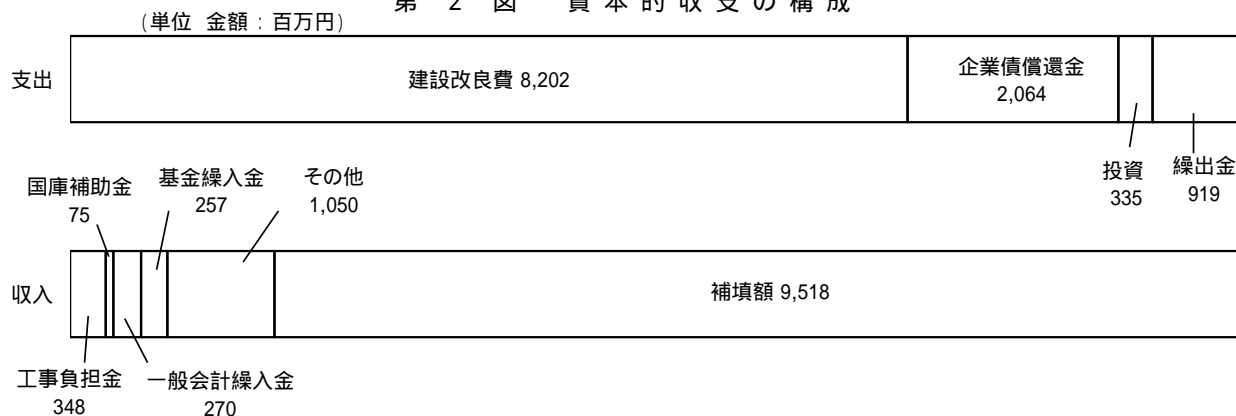 第 2 図 資本的収支の構成
(単位 金額：百万円)
支出
建設改良費 8,202
企業債償還金
2,064
投資
335
繰出金
919
国庫補助金
75
基金繰入金
257
その他
1,050
収入
補填額 9,518
工事負担金
348
一般会計繰入金
270